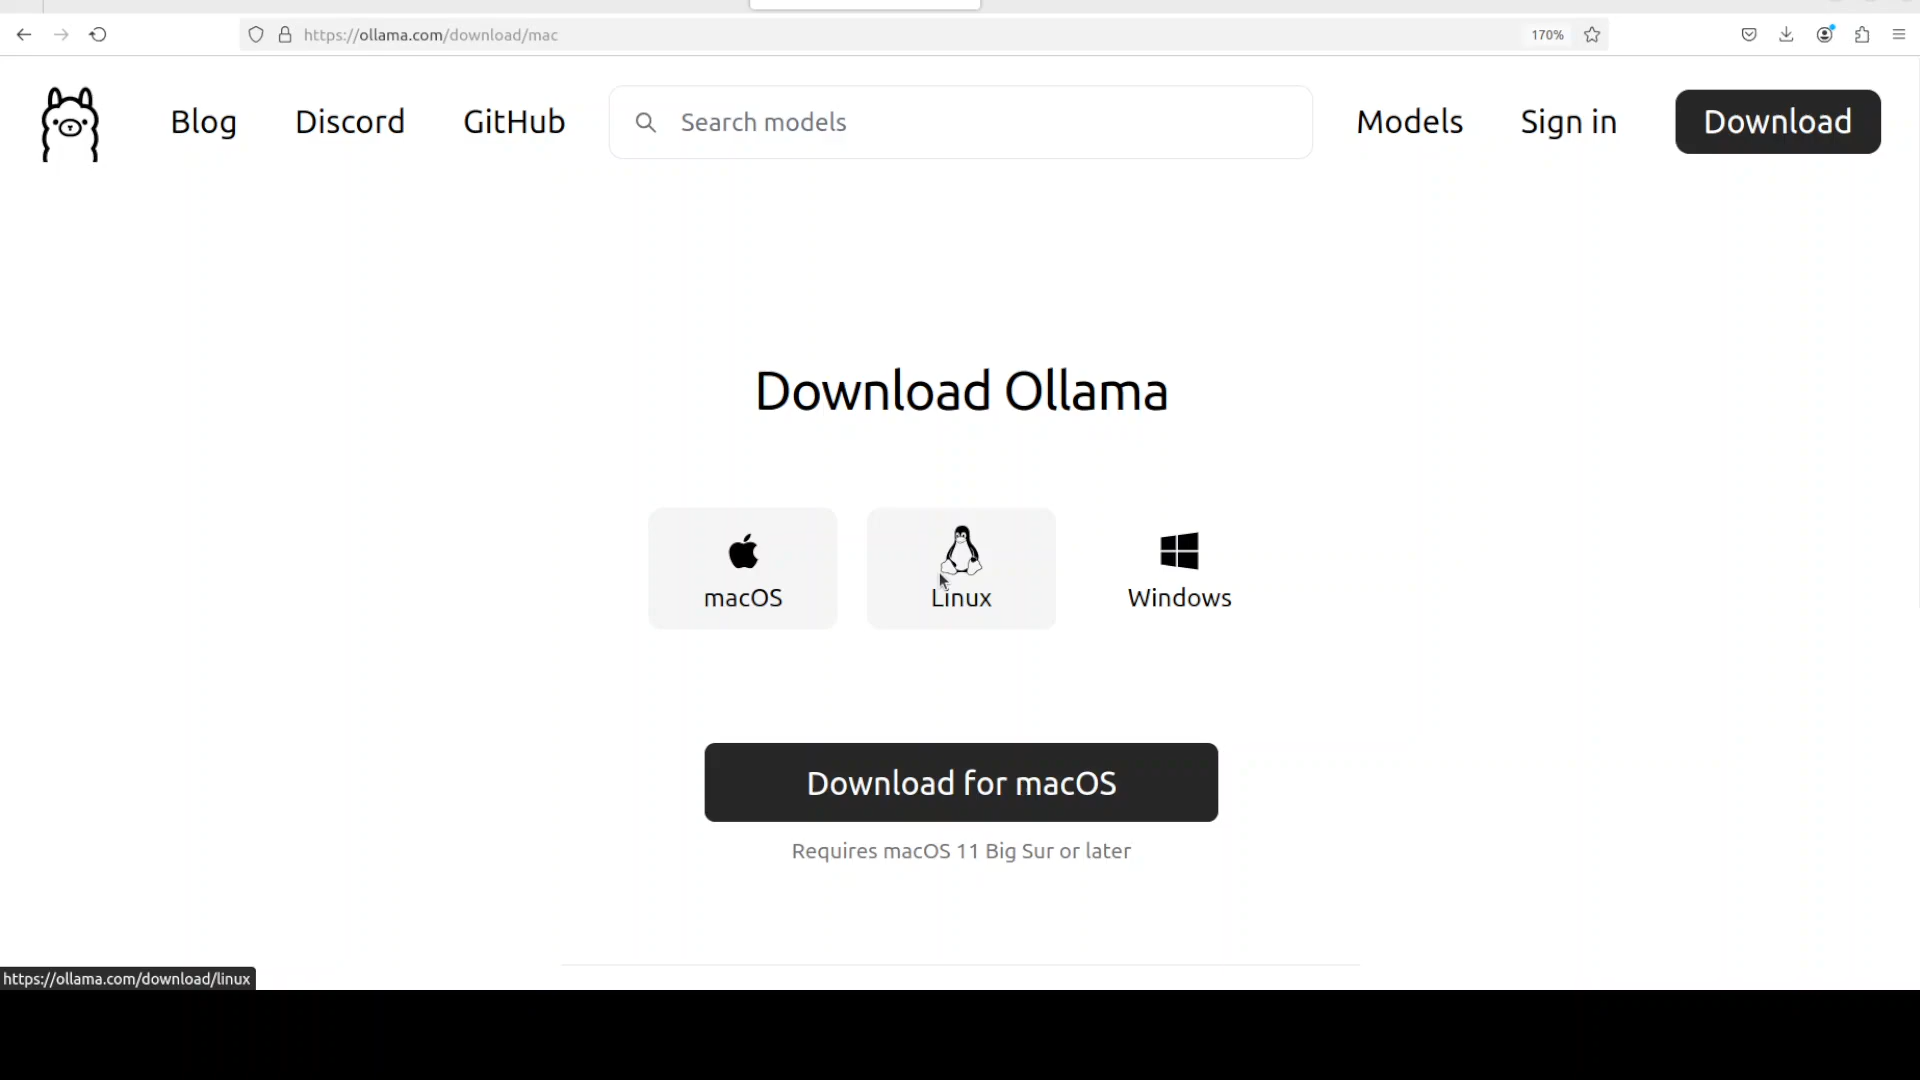 https://ollama.com/download/mac
170%
Blog
Discord
GitHub
Search models
Models
Sign in
Download
Download Ollama
macOS
Linux
Windows
Download for macOS
Requires macOS 11 Big Sur or later
https://ollama.com/download/linux